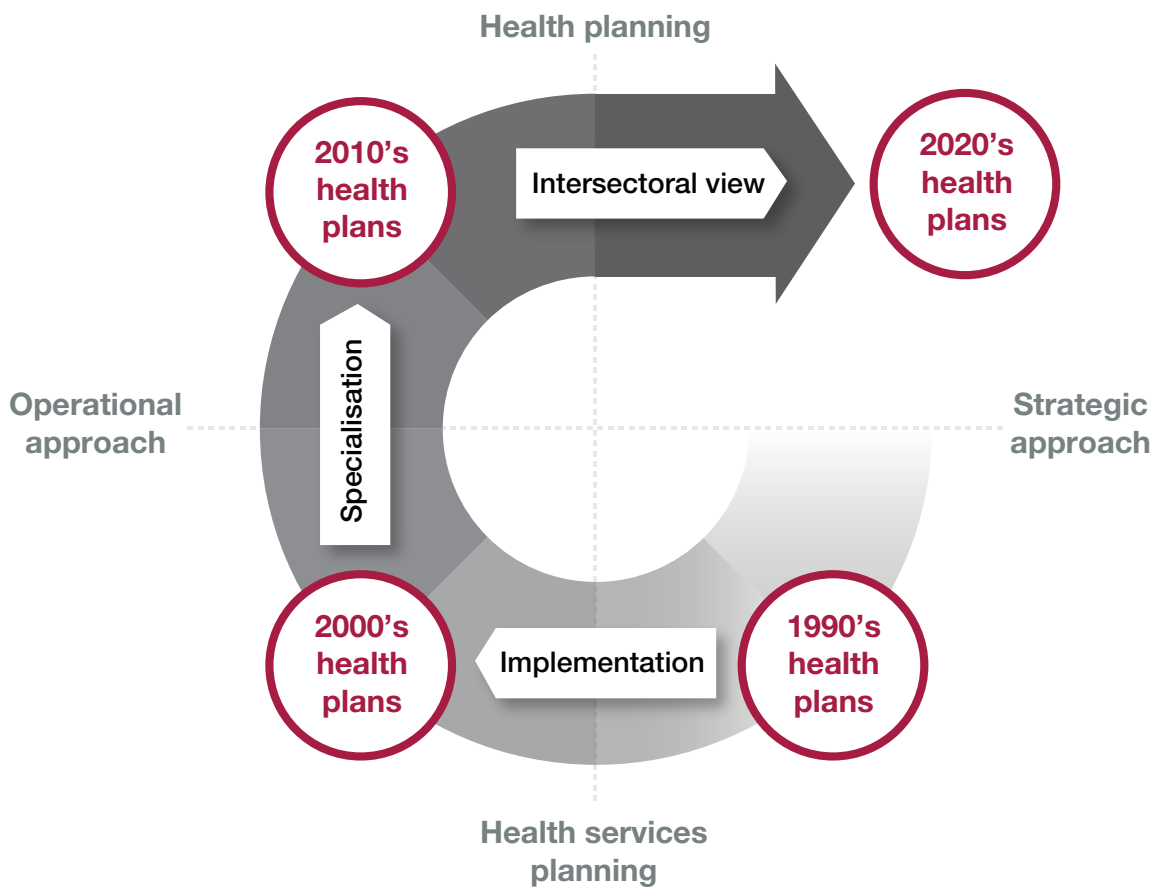 Health planning
2010's
health
plans
Intersectoral view
2020's
health
plans
Operational
approach
Specialisation
Strategic
approach
2000's
health
plans
Implementation
1990's
health
plans
Health services
planning